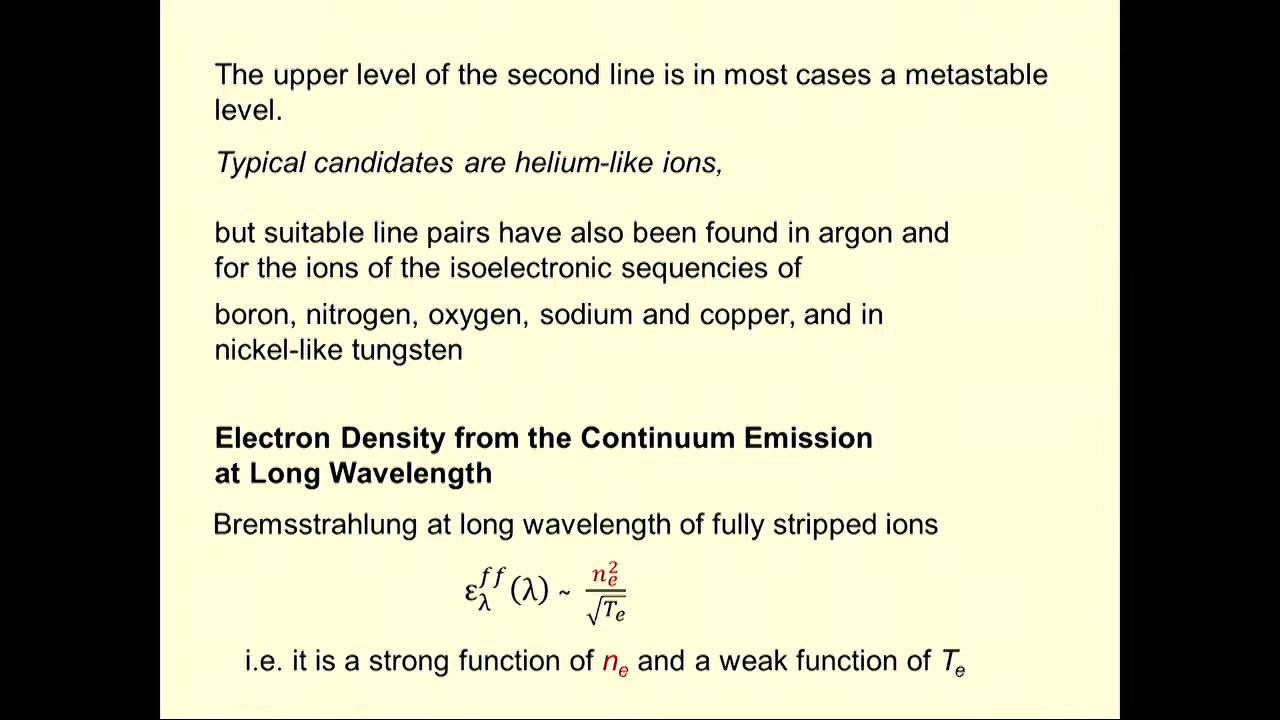 The upper level of the second line is in most cases a metastable
level.
Typical candidates are helium-like ions,
but suitable line pairs have also been found in argon and
for the ions of the isoelectronic sequencies of
boron, nitrogen, oxygen, sodium and copper, and in
nickel-like tungsten
Electron Density from the Continuum Emission
at Long Wavelength
Bremsstrahlung at long wavelength of fully stripped ions
ε_λ^{ff}(λ) ~ n_e^2 / √T_e
i.e. it is a strong function of n_e and a weak function of T_e